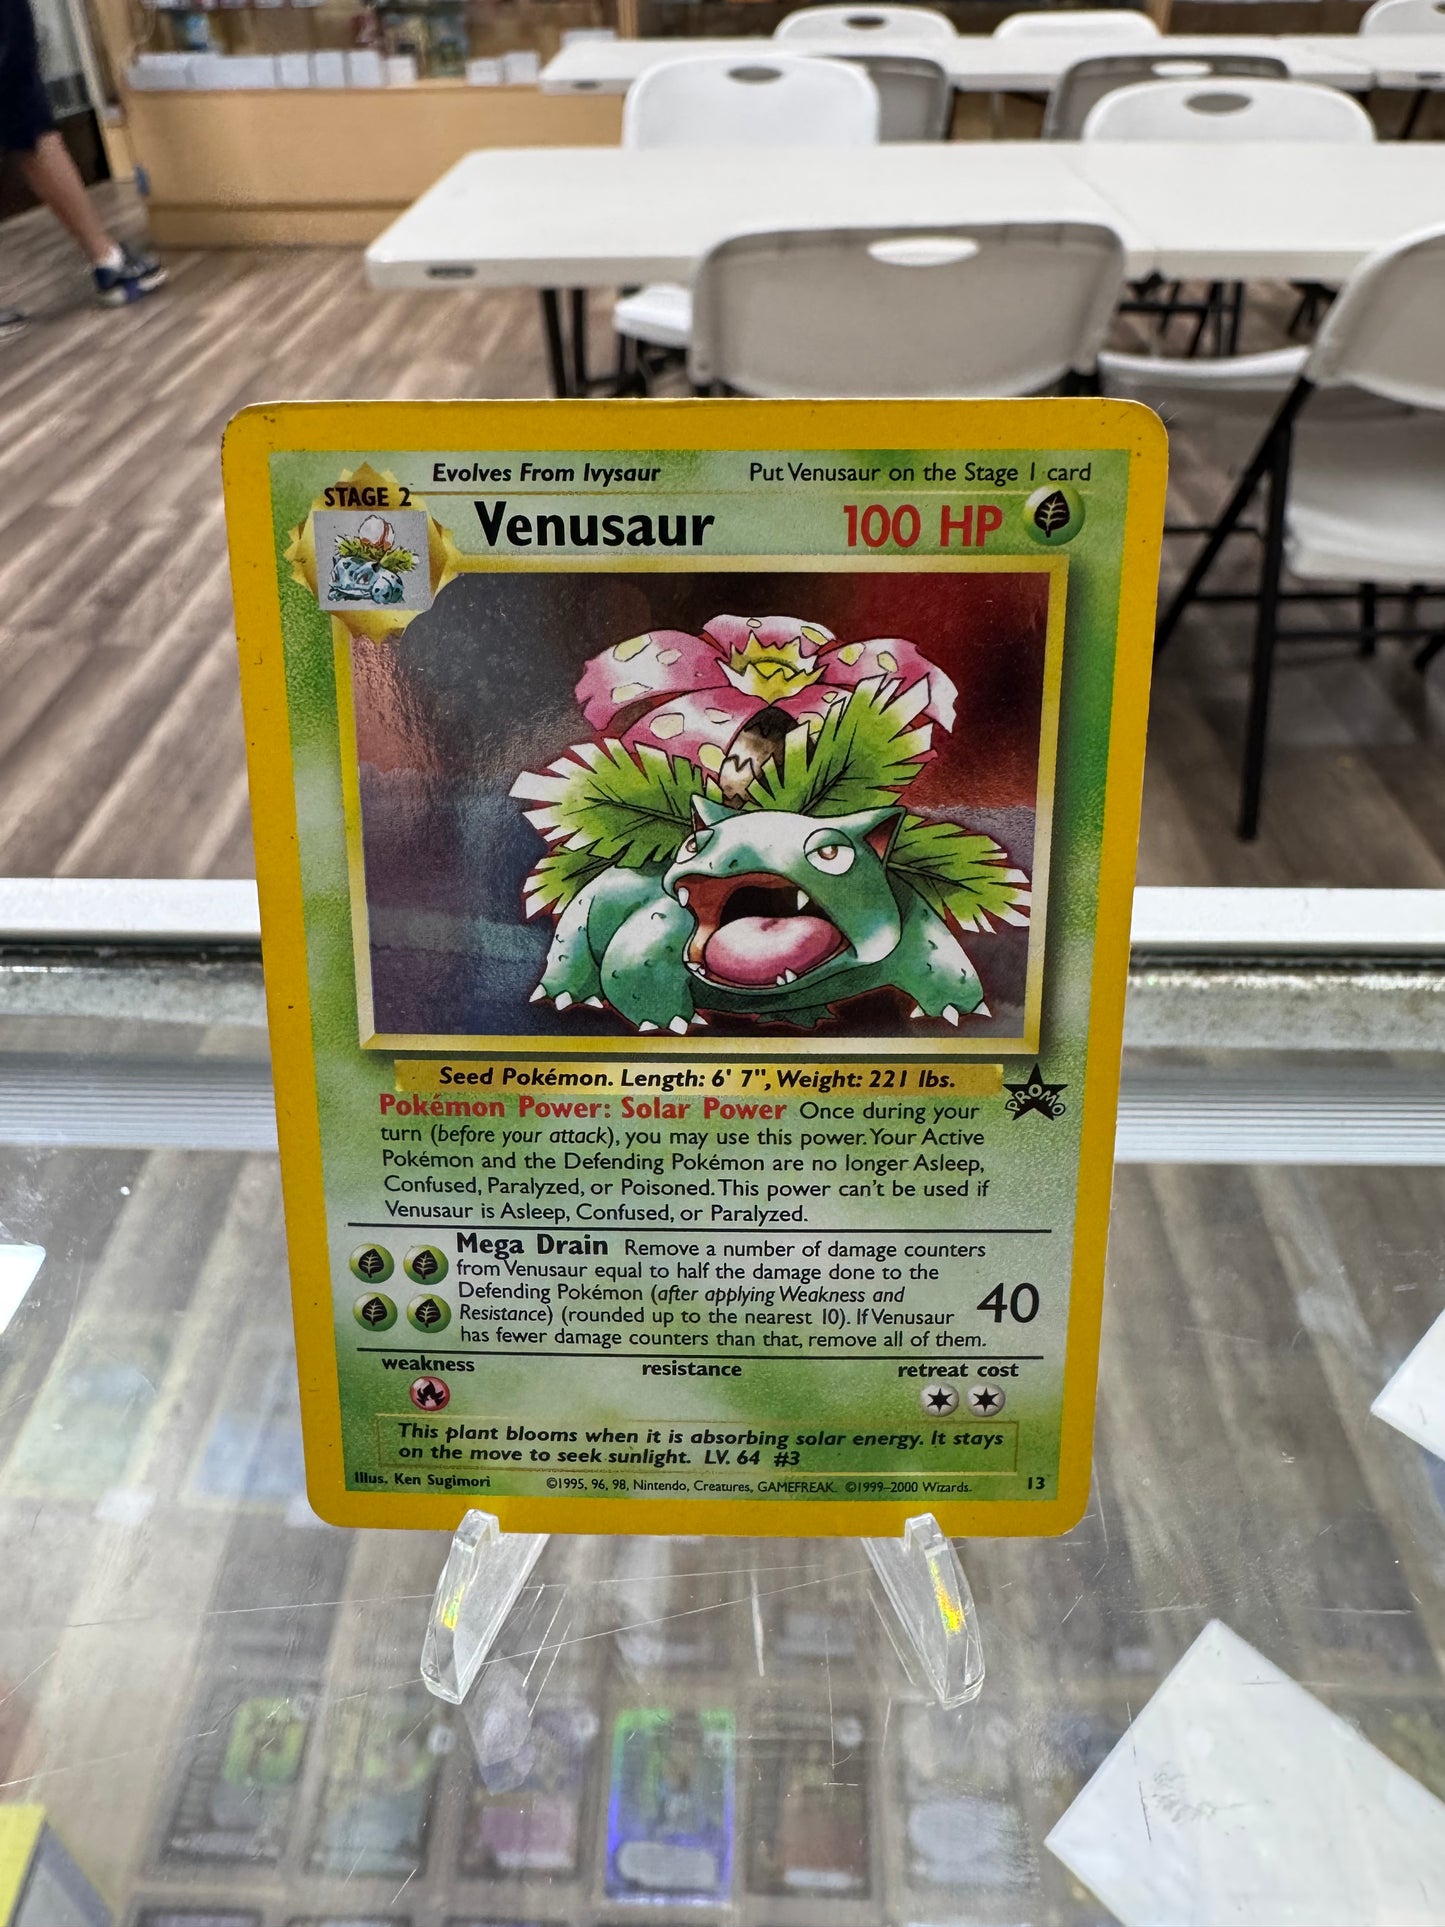 Evolves From Ivysaur Put Venusaur on the Stage 1 card
STAGE 2
Venusaur 100 HP
Seed Pokémon. Length: 6' 7", Weight: 221 lbs.
PROMO
Pokémon Power: Solar Power Once during your
turn (before your attack), you may use this power. Your Active
Pokémon and the Defending Pokémon are no longer Asleep,
Confused, Paralyzed, or Poisoned. This power can't be used if
Venusaur is Asleep, Confused, or Paralyzed.
Mega Drain Remove a number of damage counters
from Venusaur equal to half the damage done to the
Defending Pokémon (after applying Weakness and
Resistance) (rounded up to the nearest 10). If Venusaur
has fewer damage counters than that, remove all of them.
40
weakness resistance retreat cost
This plant blooms when it is absorbing solar energy. It stays
on the move to seek sunlight. LV. 64 #3
Illus. Ken Sugimori ©1995, 96, 98, Nintendo, Creatures, GAMEFREAK. ©1999–2000 Wizards. 13